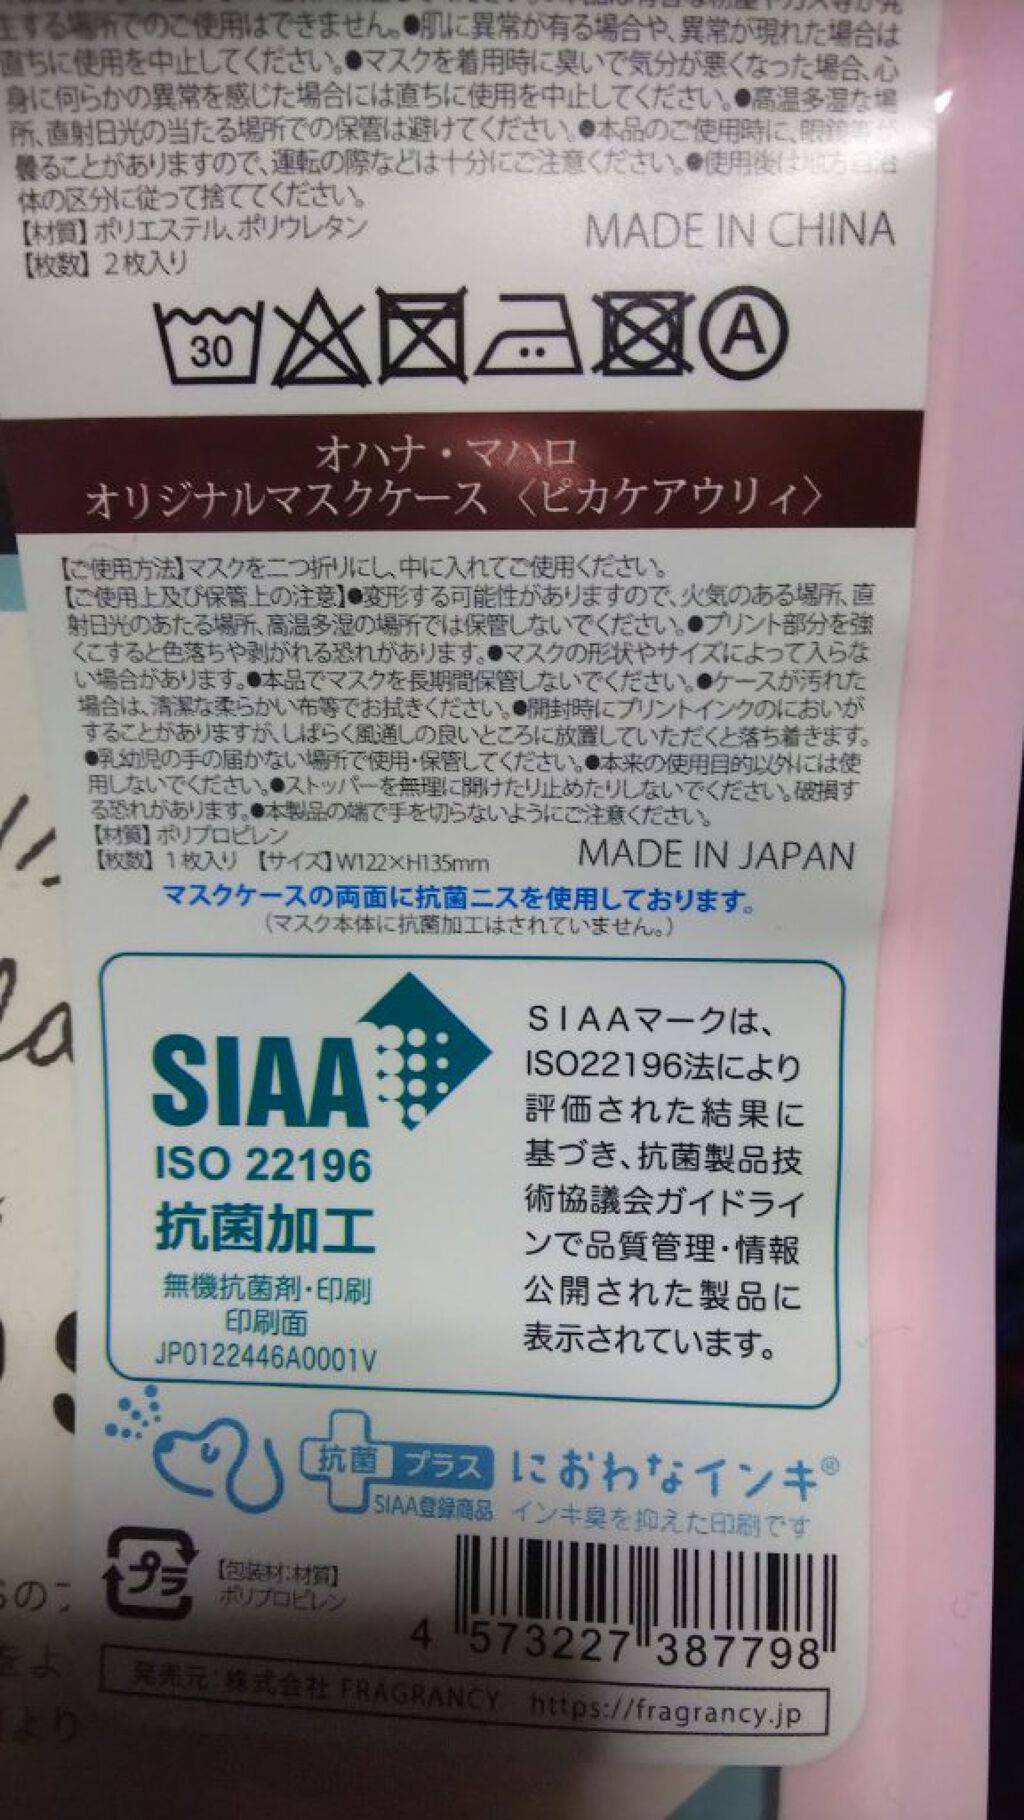 生する場所でのご使用はできません。●肌に異常が有る場合や、異常が現れた場合は
直ちに使用を中止してください。●マスクを着用時に臭いで気分が悪くなった場合、心
身に何らかの異常を感じた場合には直ちに使用を中止してください。●高温多湿な場
所、直射日光の当たる場所での保管は避けてください。●本品のご使用時に、眼鏡等が
曇ることがありますので、運転の際などは十分にご注意ください。●使用後は地方自治
体の区分に従って捨ててください。
【材質】ポリエステル、ポリウレタン
MADE IN CHINA
【枚数】2枚入り
30
A
オハナ・マハロ
オリジナルマスクケース〈ピカケアウリィ〉
【ご使用方法】マスクを二つ折りにし、中に入れてご使用ください。
【ご使用上及び保管上の注意】●変形する可能性がありますので、火気のある場所、直
射日光のあたる場所、高温多湿の場所では保管しないでください。●プリント部分を強
くこすると色落ちや剥がれる恐れがあります。●マスクの形状やサイズによって入らな
い場合があります。●本品でマスクを長期間保管しないでください。●ケースが汚れた
場合は、清潔な柔らかい布等でお拭きください。●開封時にプリントインクのにおいが
することがありますが、しばらく風通しの良いところに放置していただくと落ち着きます。
●乳幼児の手の届かない場所で使用・保管してください。●本来の使用目的以外には使
用しないでください。●ストッパーを無理に開けたり止めたりしないでください。破損す
る恐れがあります。●本製品の端で手を切らないようにご注意ください。
【材質】ポリプロピレン
【枚数】1枚入り 【サイズ】W122×H135mm
MADE IN JAPAN
マスクケースの両面に抗菌ニスを使用しております。
（マスク本体に抗菌加工はされていません。）
SIAA
ISO 22196
抗菌加工
無機抗菌剤・印刷
印刷面
JP0122446A0001V
SIAAマークは、
ISO22196法により
評価された結果に
基づき、抗菌製品技
術協議会ガイドライ
ンで品質管理・情報
公開された製品に
表示されています。
抗菌プラス
SIAA登録商品
におわなインキ®
インキ臭を抑えた印刷です
プラ
【包装材:材質】
ポリプロピレン
4 573227 387798
発売元:株式会社 FRAGRANCY https://fragrancy.jp